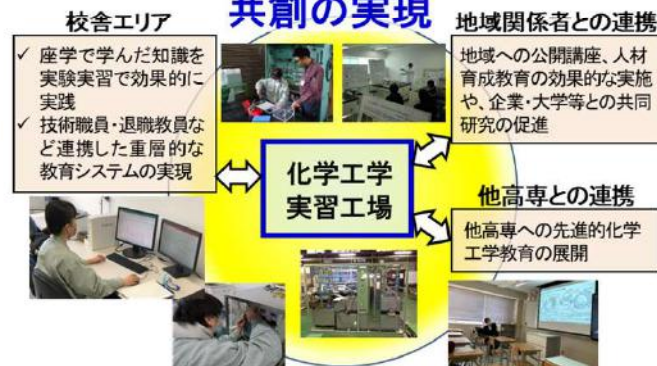 共創の実現
校舎エリア
✓ 座学で学んだ知識を
実験実習で効果的に
実践
✓ 技術職員・退職教員な
ど連携した重層的な
教育システムの実現
化学工学
実習工場
地域関係者との連携
地域への公開講座、人材
育成教育の効果的な実施
や、企業・大学等との共同
研究の促進
他高専との連携
他高専への先進的化学
工学教育の展開